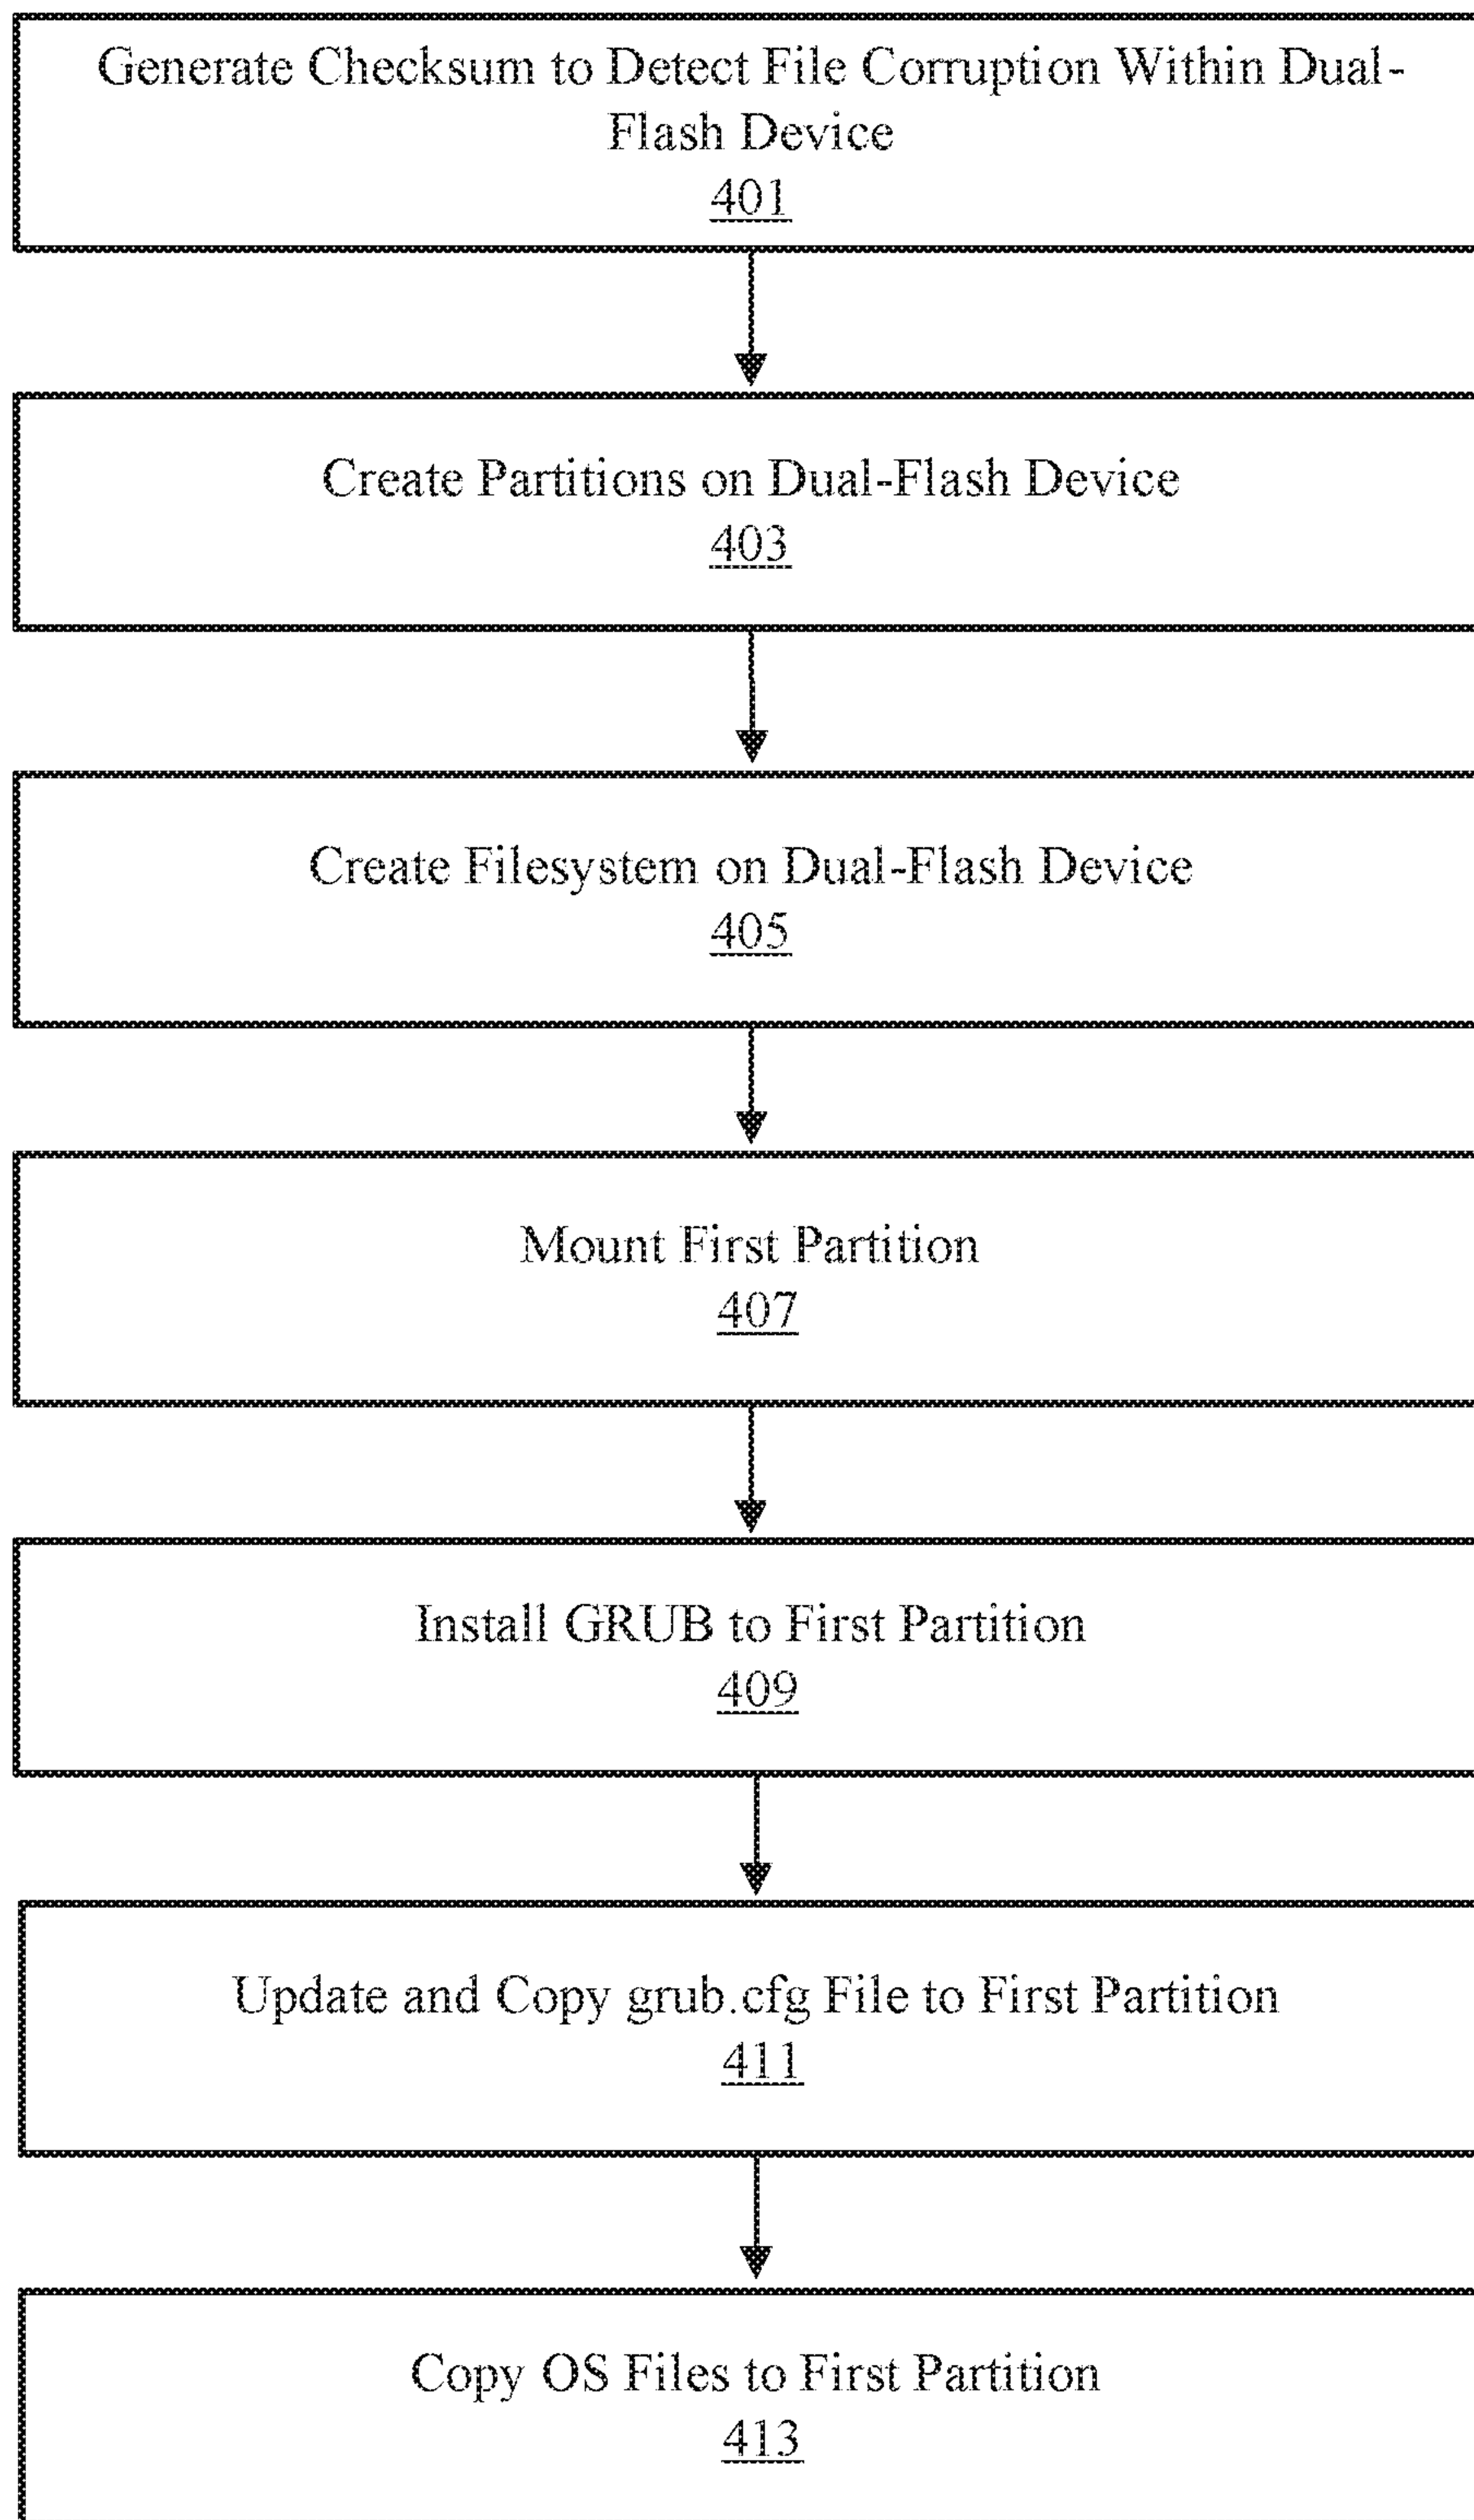 Generate Checksum to Detect File Corruption Within Dual-
Flash Device
401
Create Partitions on Dual-Flash Device
403
Create Filesystem on Dual-Flash Device
405
Mount First Partition
407
Install GRUB to First Partition
409
Update and Copy grub.cfg File to First Partition
411
Copy OS Files to First Partition
413